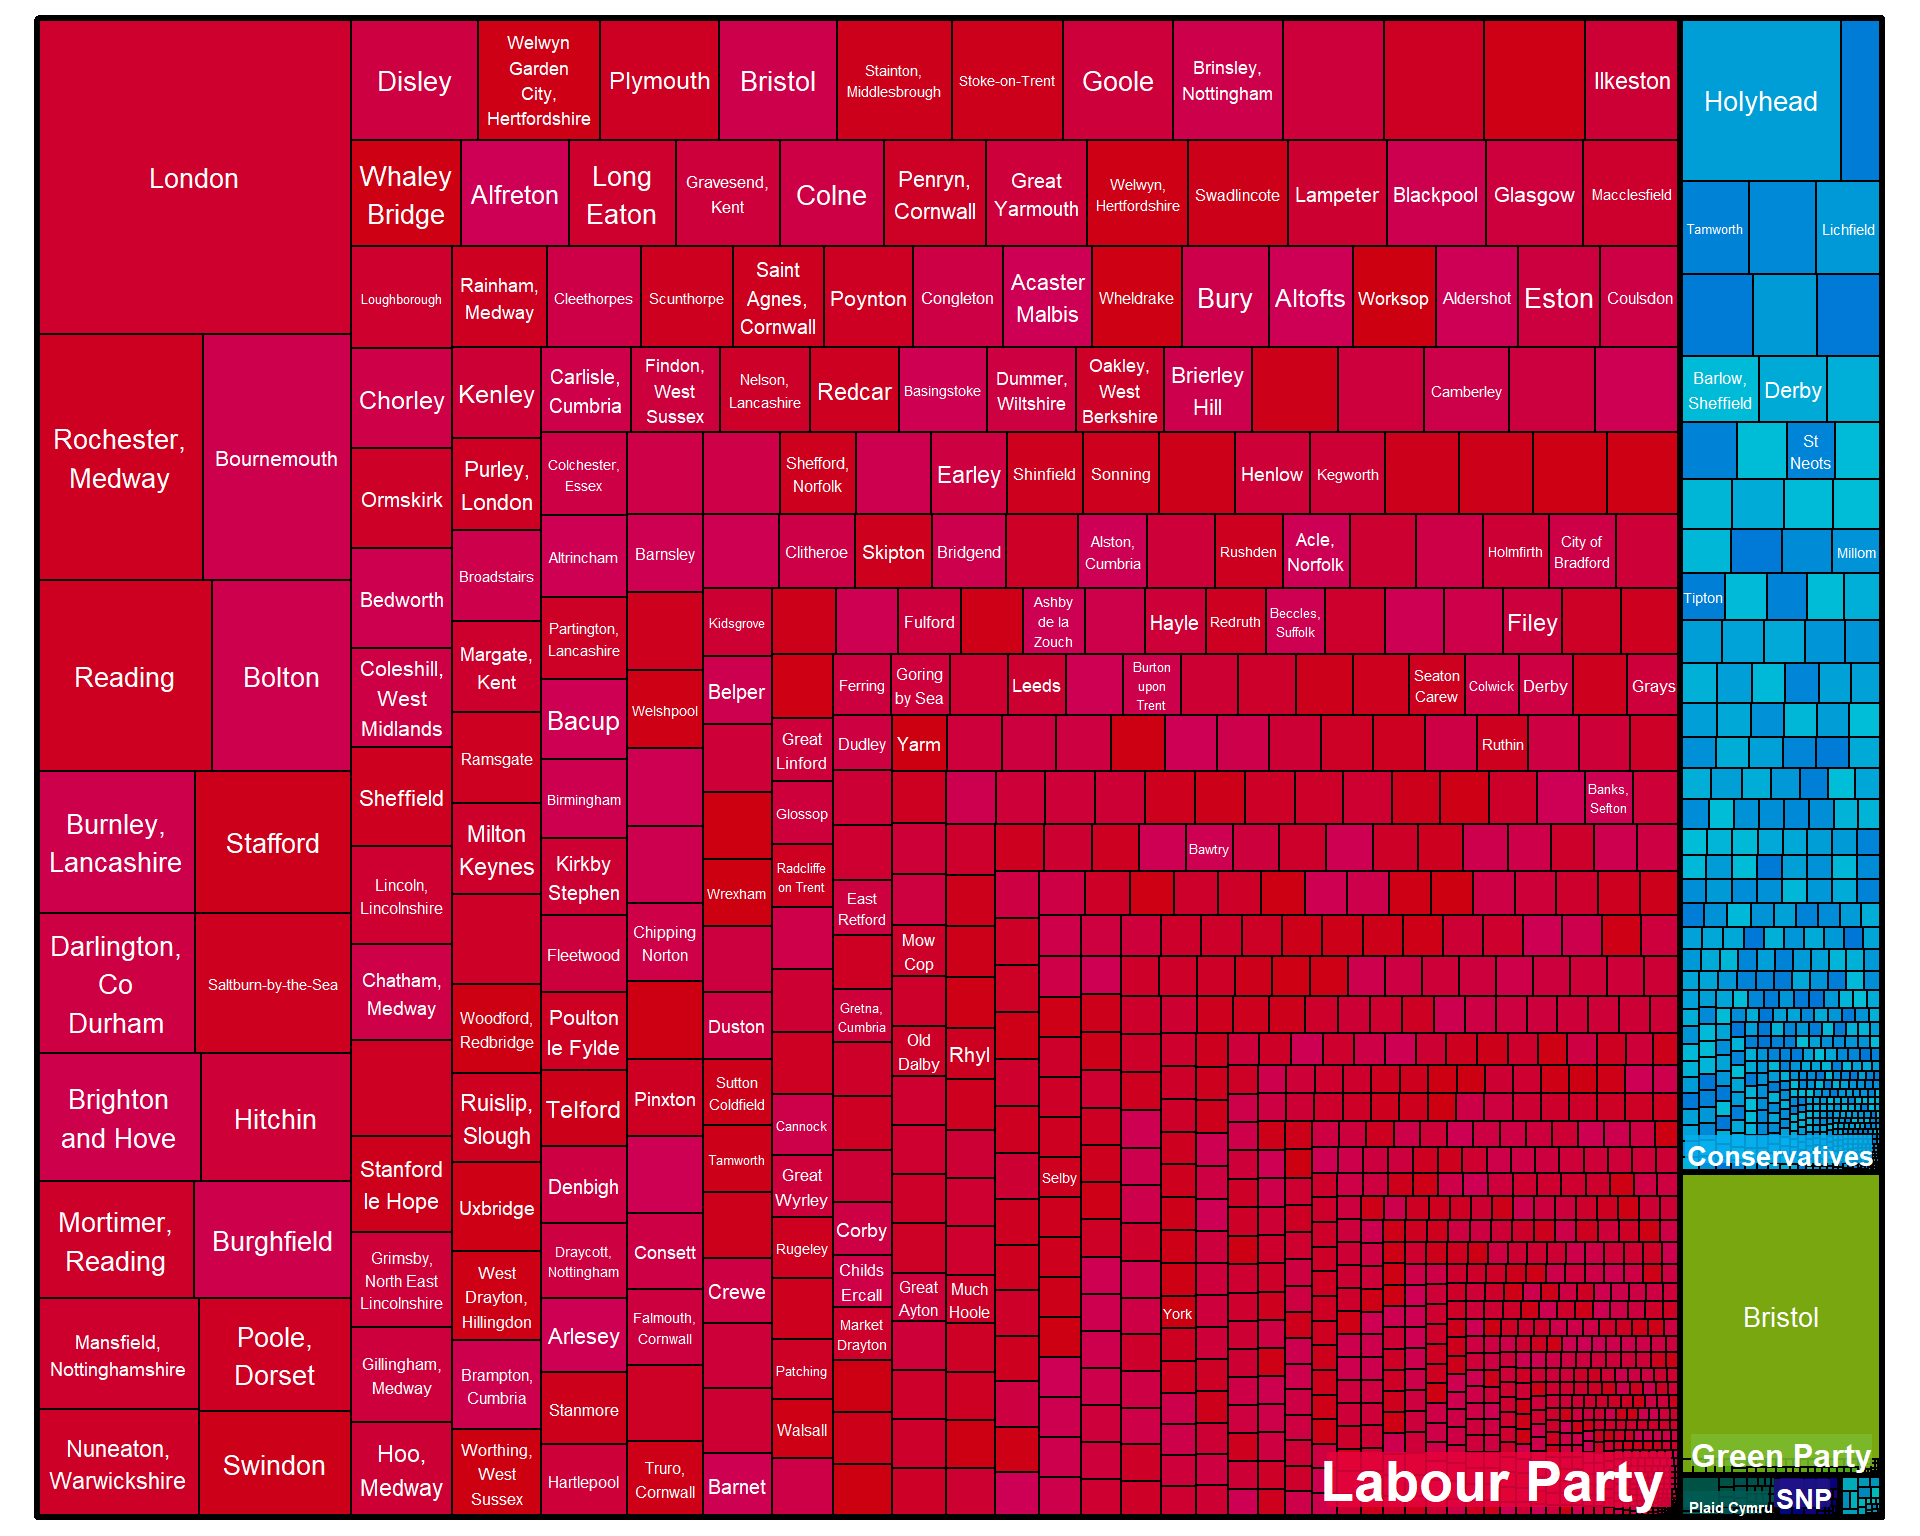 London
Disley
Welwyn
Garden
City,
Hertfordshire
Plymouth
Bristol
Stainton,
Middlesbrough
Stoke-on-Trent
Goole
Brinsley,
Nottingham
Ilkeston
Holyhead
Whaley
Bridge
Alfreton
Long
Eaton
Gravesend,
Kent
Colne
Penryn,
Cornwall
Great
Yarmouth
Welwyn,
Hertfordshire
Swadlincote
Lampeter
Blackpool
Glasgow
Macclesfield
Tamworth
Lichfield
Loughborough
Rainham,
Medway
Cleethorpes
Scunthorpe
Saint
Agnes,
Cornwall
Poynton
Congleton
Acaster
Malbis
Wheldrake
Bury
Altofts
Worksop
Aldershot
Eston
Coulsdon
Rochester,
Medway
Bournemouth
Chorley
Kenley
Carlisle,
Cumbria
Findon,
West
Sussex
Nelson,
Lancashire
Redcar
Basingstoke
Dummer,
Wiltshire
Oakley,
West
Berkshire
Brierley
Hill
Camberley
Barlow,
Sheffield
Derby
Ormskirk
Purley,
London
Colchester,
Essex
Shefford,
Norfolk
Earley
Shinfield
Sonning
Henlow
Kegworth
St
Neots
Broadstairs
Altrincham
Barnsley
Clitheroe
Skipton
Bridgend
Alston,
Cumbria
Rushden
Acle,
Norfolk
Holmfirth
City of
Bradford
Millom
Reading
Bolton
Bedworth
Margate,
Kent
Partington,
Lancashire
Kidsgrove
Fulford
Ashby
de la
Zouch
Hayle
Redruth
Beccles,
Suffolk
Filey
Tipton
Coleshill,
West
Midlands
Ramsgate
Bacup
Welshpool
Belper
Ferring
Goring
by Sea
Leeds
Burton
upon
Trent
Seaton
Carew
Colwick
Derby
Grays
Great
Linford
Dudley
Yarm
Ruthin
Burnley,
Lancashire
Stafford
Sheffield
Milton
Keynes
Birmingham
Glossop
Banks,
Sefton
Kirkby
Stephen
Wrexham
Radcliffe
on Trent
Bawtry
Lincoln,
Lincolnshire
East
Retford
Darlington,
Co
Durham
Saltburn-by-the-Sea
Chatham,
Medway
Woodford,
Redbridge
Fleetwood
Chipping
Norton
Mow
Cop
Poulton
le Fylde
Duston
Gretna,
Cumbria
Old
Dalby
Rhyl
Brighton
and Hove
Hitchin
Ruislip,
Slough
Telford
Pinxton
Sutton
Coldfield
Cannock
Stanford
le Hope
Uxbridge
Denbigh
Tamworth
Great
Wyrley
Selby
Conservatives
Mortimer,
Reading
Burghfield
Grimsby,
North East
Lincolnshire
West
Drayton,
Hillingdon
Draycott,
Nottingham
Consett
Crewe
Rugeley
Corby
Childs
Ercall
Great
Ayton
Much
Hoole
York
Bristol
Mansfield,
Nottinghamshire
Poole,
Dorset
Gillingham,
Medway
Brampton,
Cumbria
Arlesey
Falmouth,
Cornwall
Market
Drayton
Patching
Stanmore
Walsall
Nuneaton,
Warwickshire
Swindon
Hoo,
Medway
Worthing,
West
Sussex
Hartlepool
Truro,
Cornwall
Barnet
Labour Party
Green Party
Plaid Cymru
SNP